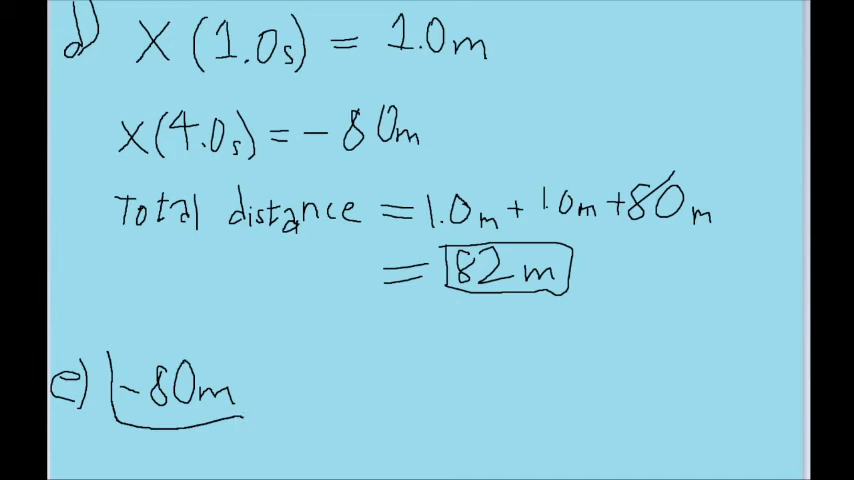 d) X(1.0s) = 1.0m
X(4.0s) = -80m
Total distance = 1.0m + 1.0m + 80m
= 82m
e) -80m